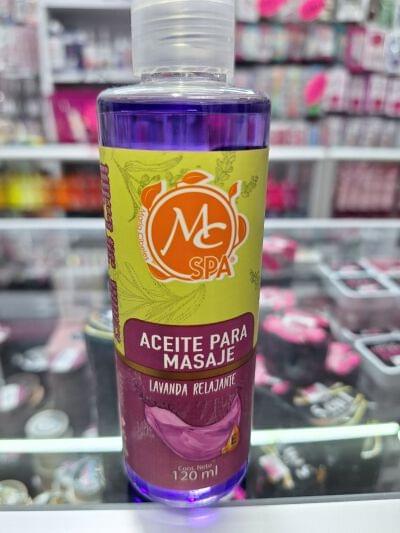 MC
SPA
ACEITE PARA
MASAJE
LAVANDA RELAJANTE
Cont. Neto
120 ml